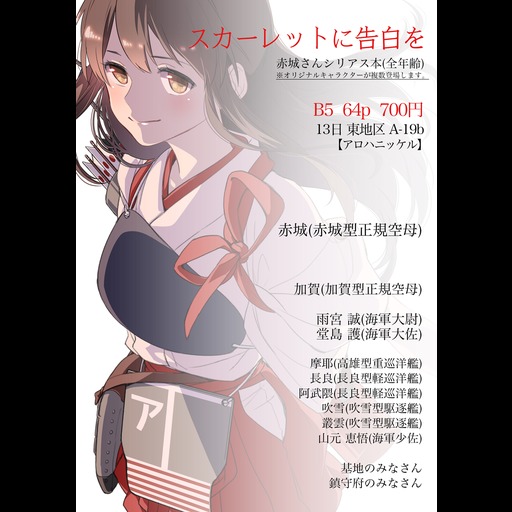 スカーレットに告白を
赤城さんシリアス本(全年齢)
※オリジナルキャラクターが複数登場します。
B5 64p 700円
13日 東地区 A-19b
【アロハニッケル】
赤城(赤城型正規空母)
加賀(加賀型正規空母)
雨宮 誠(海軍大尉)
堂島 護(海軍大佐)
摩耶(高雄型重巡洋艦)
長良(長良型軽巡洋艦)
阿武隈(長良型軽巡洋艦)
吹雪(吹雪型駆逐艦)
叢雲(吹雪型駆逐艦)
山元 恵悟(海軍少佐)
基地のみなさん
鎮守府のみなさん
ア